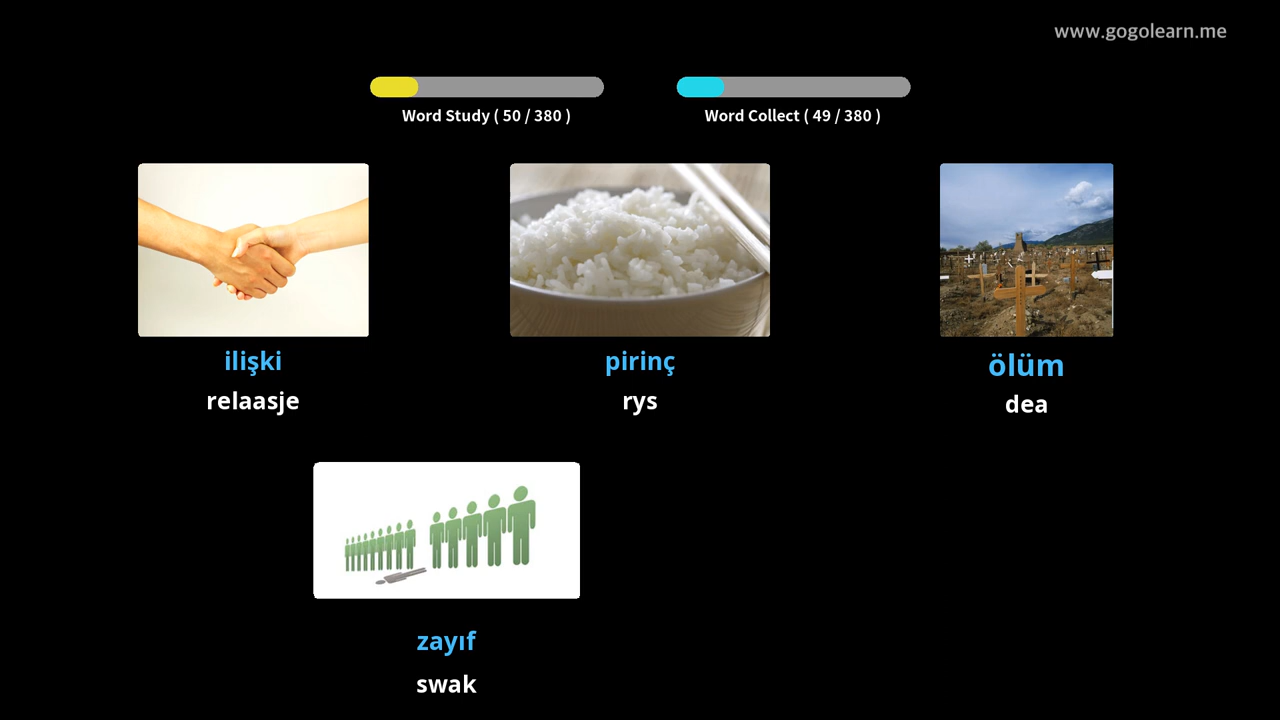 www.gogolearn.me
Word Study ( 50 / 380 )
Word Collect ( 49 / 380 )
ilişki
relaasje
pirinç
rys
ölüm
dea
zayıf
swak